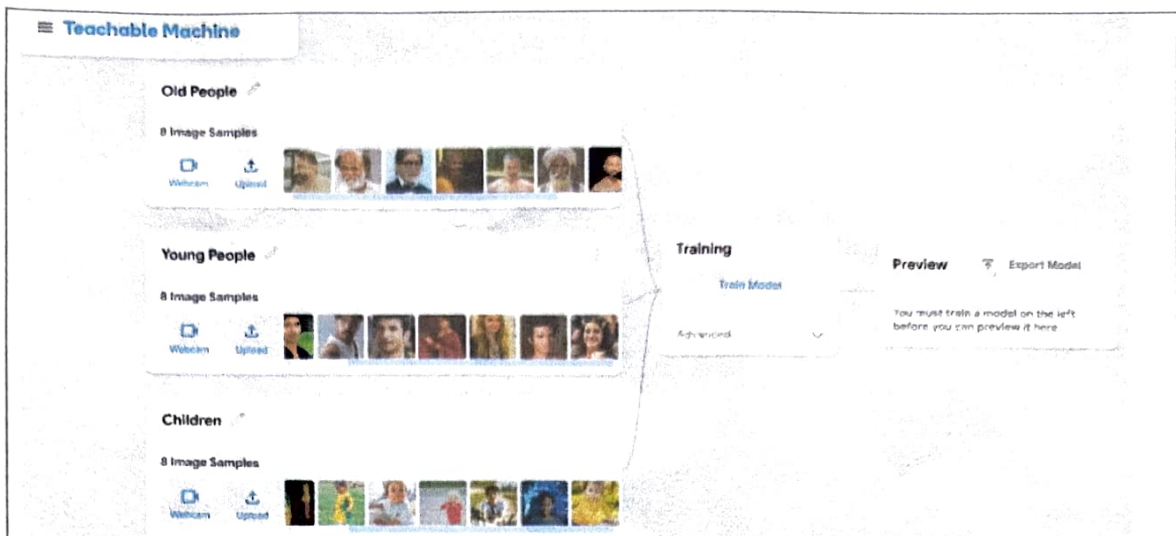 Teachable Machine
Old People
8 Image Samples
Webcam Upload
Young People
8 Image Samples
Webcam Upload
Training
Train Model
Advanced
Preview Export Model
You must train a model on the left
before you can preview it here
Children
8 Image Samples
Webcam Upload